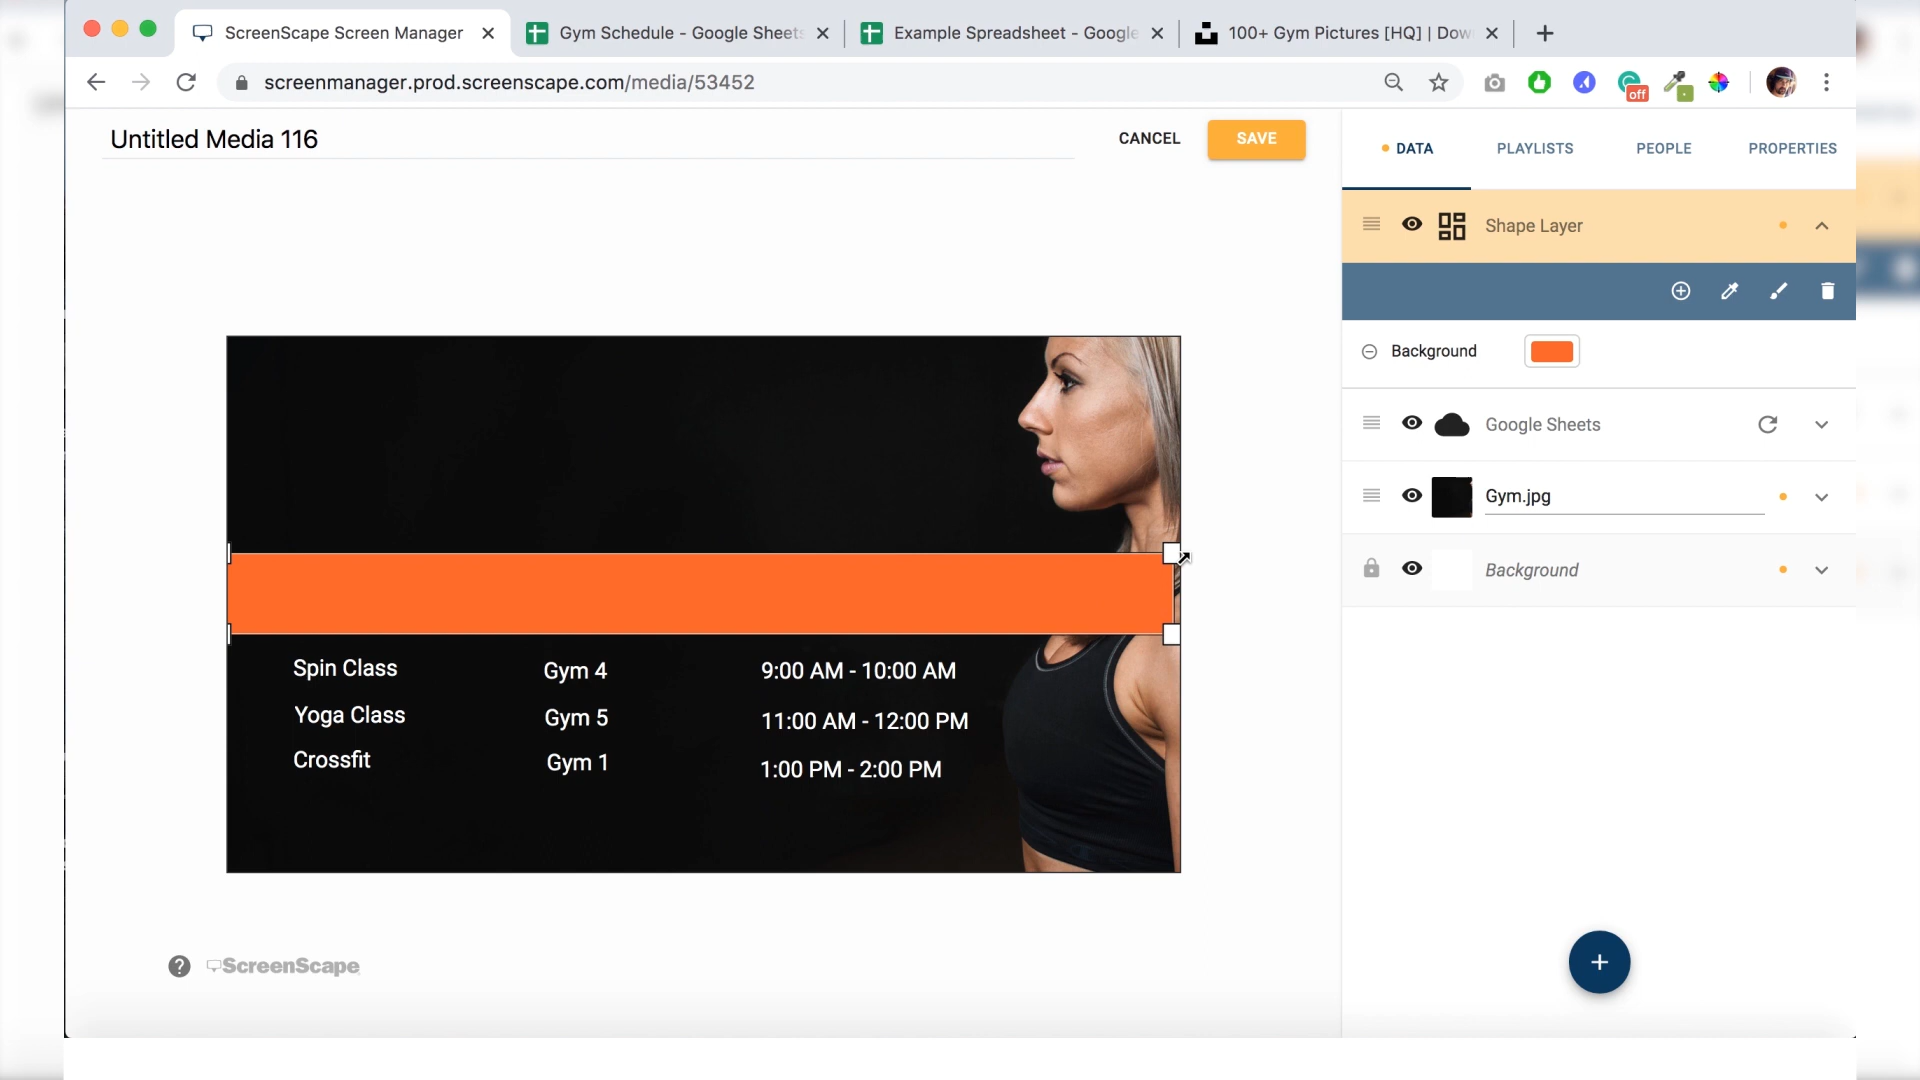 ScreenScape Screen Manager
Gym Schedule - Google Sheets
Example Spreadsheet - Google
100+ Gym Pictures [HQ] | Dow
screenmanager.prod.screenscape.com/media/53452
off
Untitled Media 116
CANCEL
SAVE
DATA
PLAYLISTS
PEOPLE
PROPERTIES
Shape Layer
Background
Google Sheets
Gym.jpg
Background
Spin Class Gym 4 9:00 AM - 10:00 AM
Yoga Class Gym 5 11:00 AM - 12:00 PM
Crossfit Gym 1 1:00 PM - 2:00 PM
ScreenScape